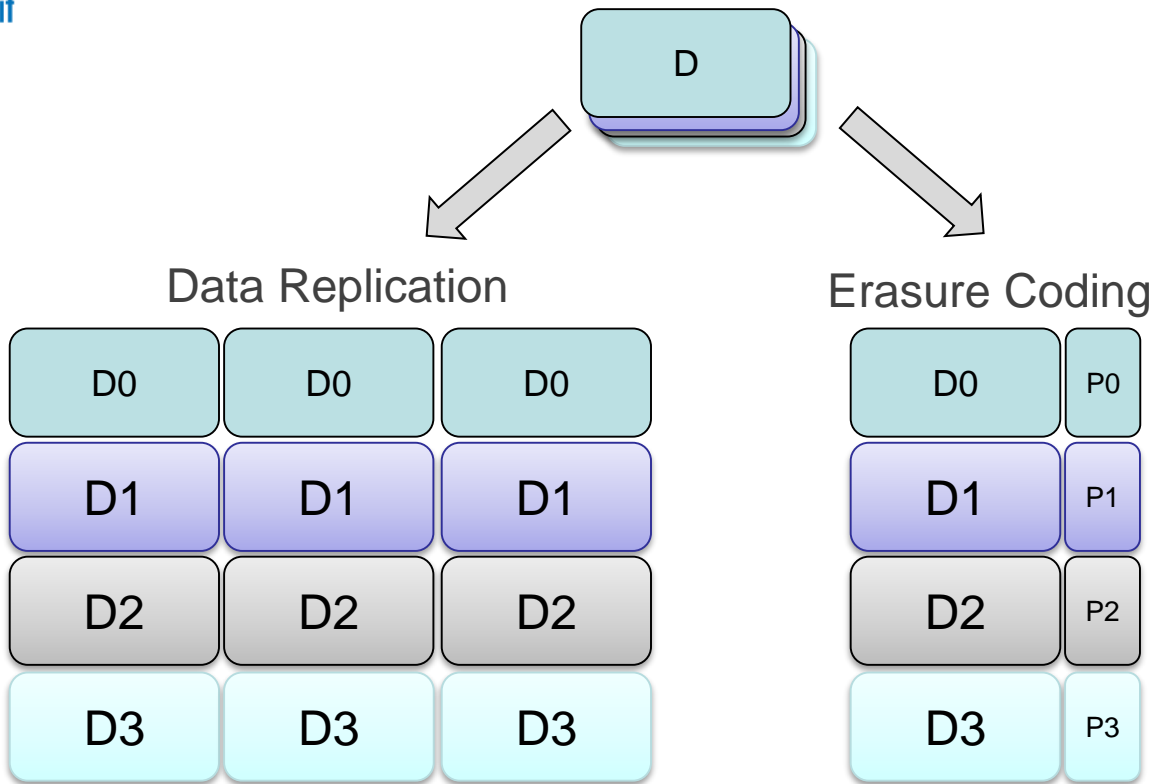 D
Data Replication
Erasure Coding
D0 D0 D0 D0 P0
D1 D1 D1 D1 P1
D2 D2 D2 D2 P2
D3 D3 D3 D3 P3